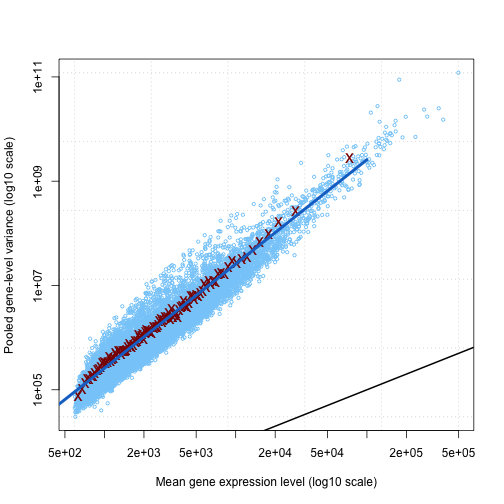 Pooled gene-level variance (log10 scale)
1e+11
1e+09
1e+07
1e+05
5e+02 2e+03 5e+03 2e+04 5e+04 2e+05 5e+05
Mean gene expression level (log10 scale)